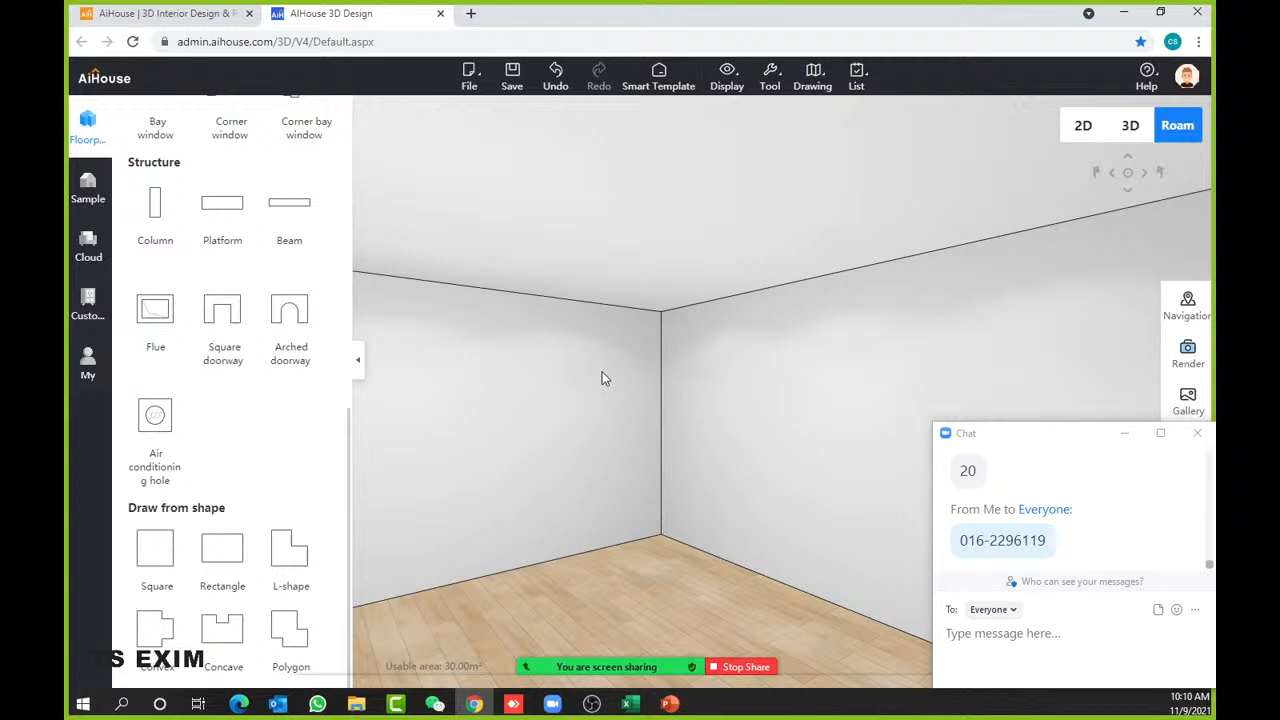 AiHouse | 3D Interior Design & F
AIHouse 3D Design
admin.aihouse.com/3D/V4/Default.aspx
CS
AiHouse
File
Save
Undo
Redo
Smart Template
Display
Tool
Drawing
List
Help
Floorp...
Sample
Cloud
Custo...
My
Bay window
Corner window
Corner bay window
Structure
Column
Platform
Beam
Flue
Square doorway
Arched doorway
Air conditioning hole
Draw from shape
Square
Rectangle
L-shape
Convex
Concave
Polygon
TS EXIM
2D
3D
Roam
Navigation
Render
Gallery
Usable area: 30.00m²
You are screen sharing
Stop Share
Chat
20
From Me to Everyone:
016-2296119
Who can see your messages?
To: Everyone
Type message here...
10:10 AM
11/9/2021